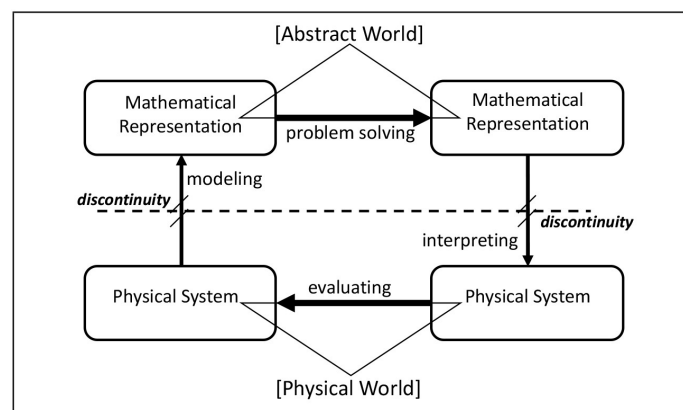 [Abstract World]
Mathematical
Representation
Mathematical
Representation
problem solving
modeling
discontinuity
discontinuity
interpreting
Physical System
evaluating
Physical System
[Physical World]